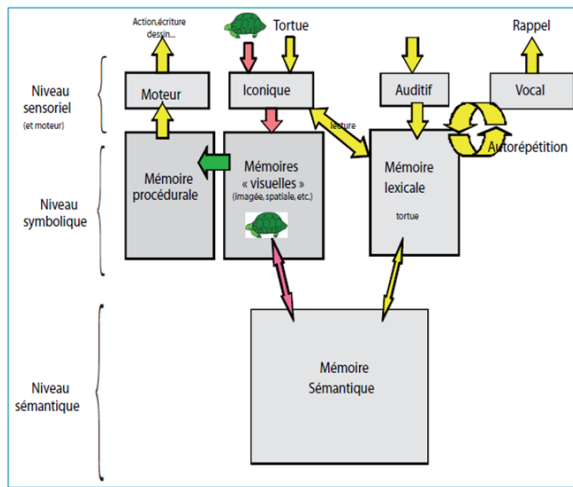 Action,écriture
dessin...
Tortue
Rappel
Niveau
sensoriel
(et moteur)
Moteur
Iconique
Auditif
Vocal
lecture
Autorépétition
Niveau
symbolique
Mémoire
procédurale
Mémoires
« visuelles »
(imagée, spatiale, etc.)
Mémoire
lexicale
tortue
Niveau
sémantique
Mémoire
Sémantique